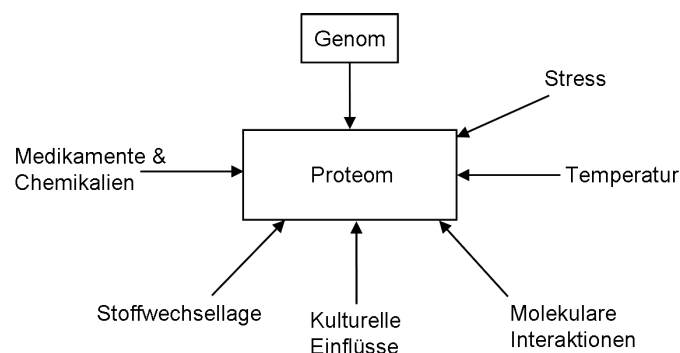 Genom
Stress
Medikamente &
Chemikalien
Proteom
Temperatur
Stoffwechsellage
Kulturelle
Einflüsse
Molekulare
Interaktionen